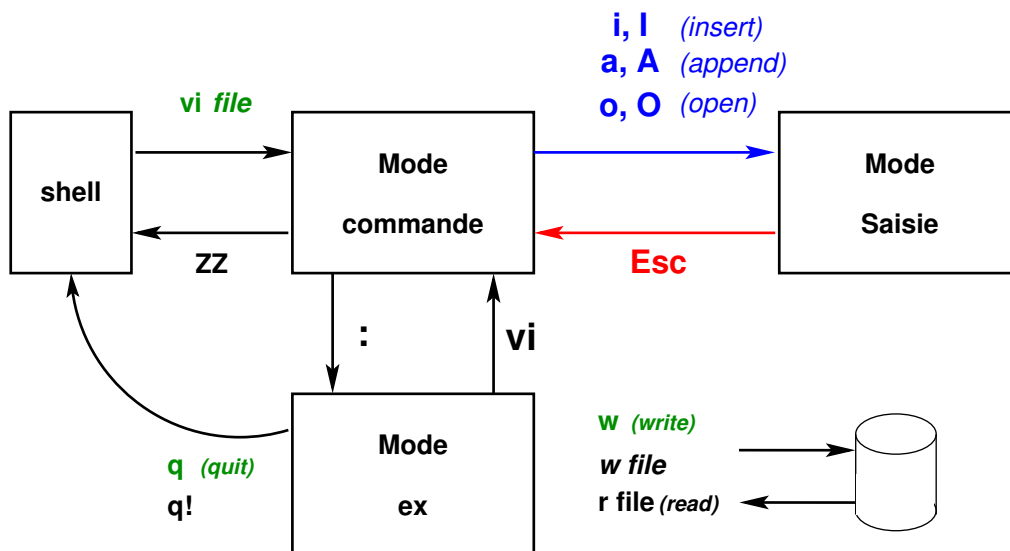 i, I (insert)
a, A (append)
o, O (open)
vi file
shell
Mode
commande
Mode
Saisie
ZZ
Esc
:
vi
Mode
ex
q (quit)
q!
w (write)
w file
r file (read)